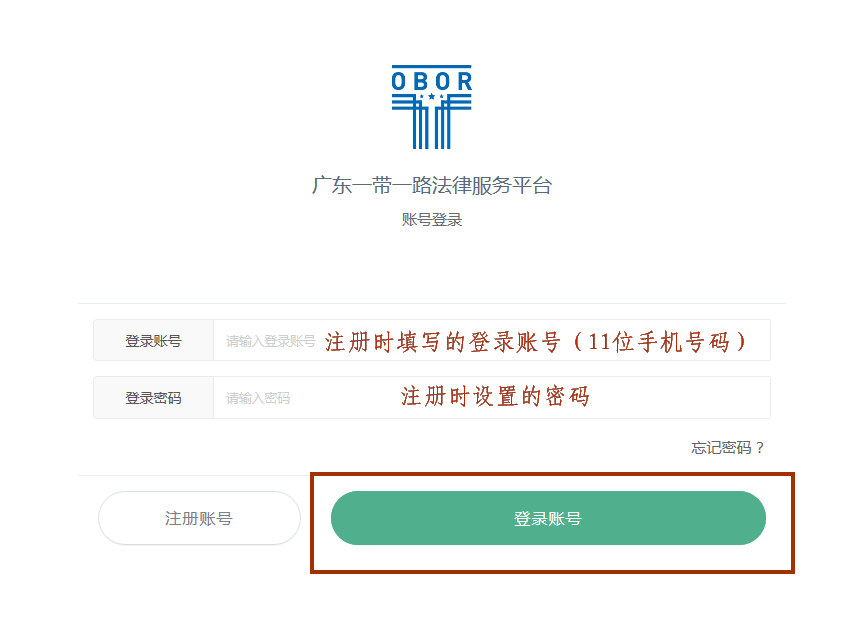 OBOR
广东一带一路法律服务平台
账号登录
登录账号 请输入登录账号 注册时填写的登录账号（11位手机号码）
登录密码 请输入密码 注册时设置的密码
忘记密码？
注册账号 登录账号